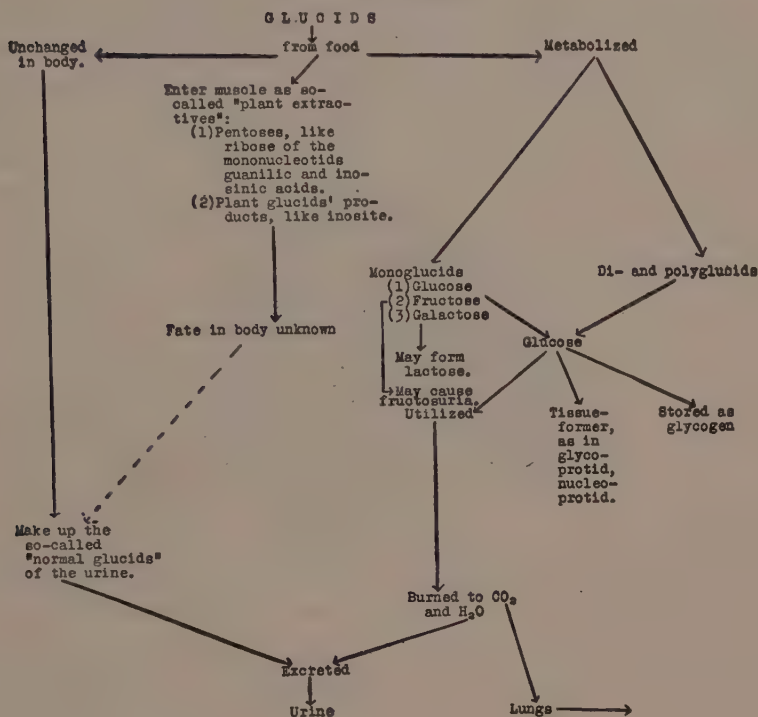 GLUCIDS
from food
Unchanged
in body.
Metabolized
Enter muscle as so-
called "plant extrac-
tives":
(1)Pentoses, like
ribose of the
mononucleotids
guanilic and ino-
sinic acids.
(2)Plant glucids' pro-
ducts, like inosite.
Fate in body unknown
Monoglucids
(1)Glucose
(2)Fructose
(3)Galactose
May form
lactose.
May cause
fructosuria.
Utilized
Di- and polyglucids
Glucose
Tissue-
former,
as in
glyco-
protid,
nucleo-
protid.
Stored as
glycogen
Make up the
so-called
"normal glucids"
of the urine.
Burned to CO₂
and H₂O
Excreted
Urine
Lungs